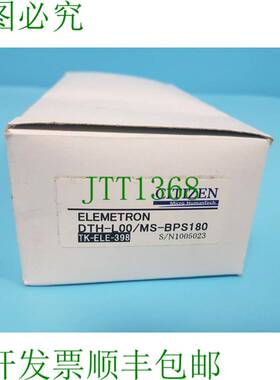 图必究
JTT1368
CITIZEN
Micro HumanTech
ELEMETRON
DTH-L00/MS-BPS180
TK-ELE-398 S/N1006023
开发票顺丰包邮